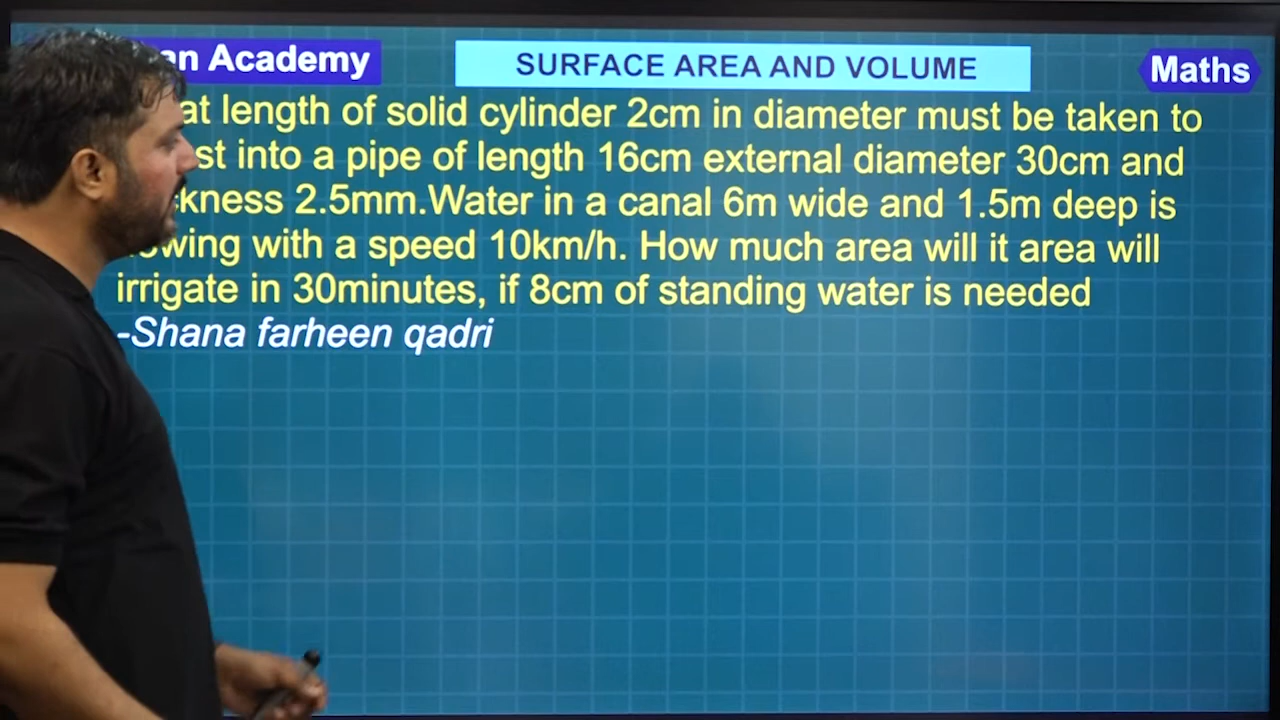 an Academy
SURFACE AREA AND VOLUME
Maths
at length of solid cylinder 2cm in diameter must be taken to
st into a pipe of length 16cm external diameter 30cm and
kness 2.5mm.Water in a canal 6m wide and 1.5m deep is
owing with a speed 10km/h. How much area will it area will
irrigate in 30minutes, if 8cm of standing water is needed
-Shana farheen qadri